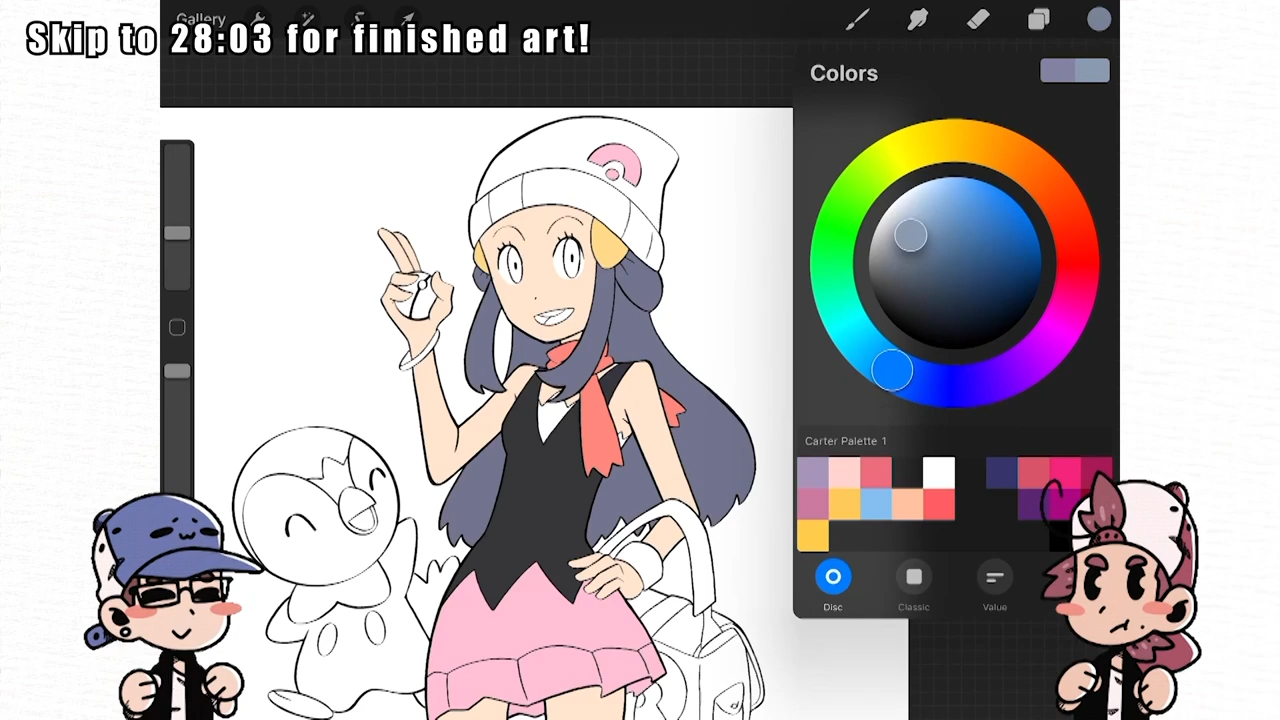 Gallery
Skip to 28:03 for finished art!
Colors
Carter Palette 1
Disc
Classic
Value